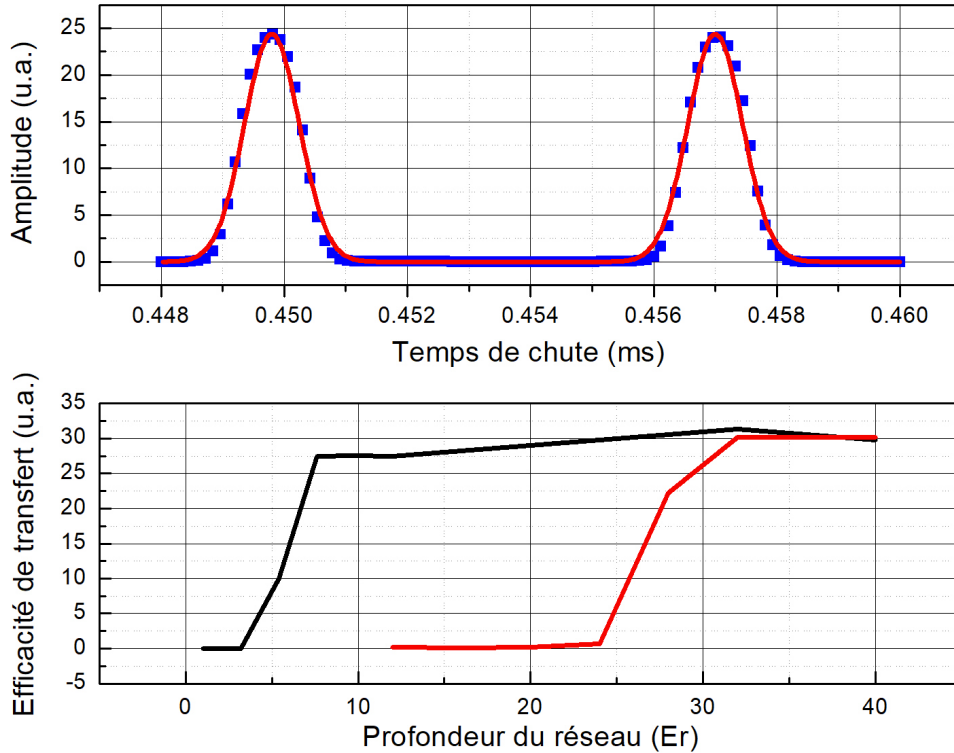 Amplitude (u.a.)
25
20
15
10
5
0
0.448 0.450 0.452 0.454 0.456 0.458 0.460
Temps de chute (ms)
Efficacité de transfert (u.a.)
35
30
25
20
15
10
5
0
-5
0 10 20 30 40
Profondeur du réseau (Er)